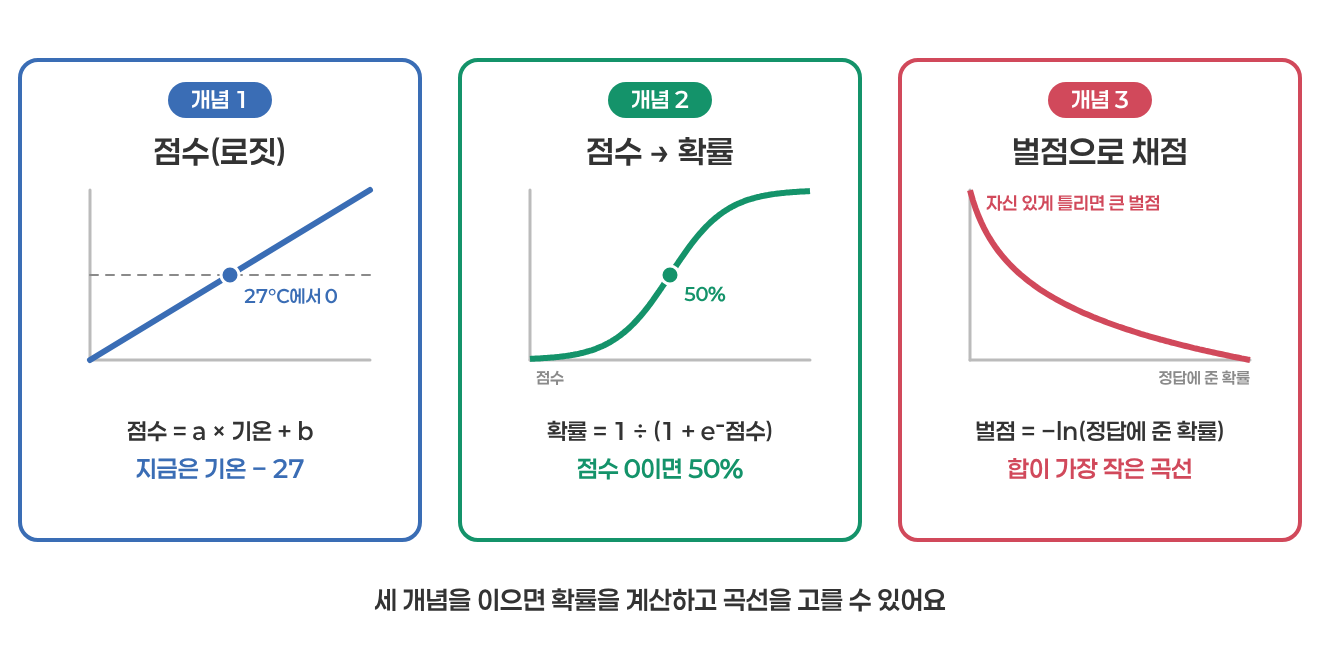 개념 1
점수(로짓)
27°C에서 0
점수 = a × 기온 + b
지금은 기온 − 27
개념 2
점수 → 확률
50%
점수
확률 = 1 ÷ (1 + e⁻점수)
점수 0이면 50%
개념 3
벌점으로 채점
자신 있게 틀리면 큰 벌점
정답에 준 확률
벌점 = −ln(정답에 준 확률)
합이 가장 작은 곡선
세 개념을 이으면 확률을 계산하고 곡선을 고를 수 있어요